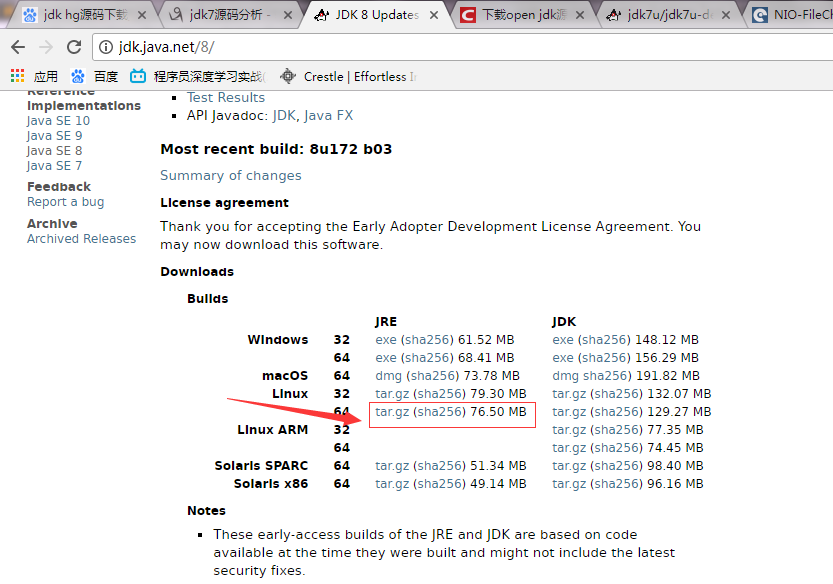 jdk hg源码下载
jdk7源码分析 -
JDK 8 Updates
下载open jdk源
jdk7u/jdk7u-d
NIO-FileCh
jdk.java.net/8/
应用
百度
程序员深度学习实战
Crestle | Effortless
Reference
Implementations
Java SE 10
Java SE 9
Java SE 8
Java SE 7
Feedback
Report a bug
Archive
Archived Releases
Test Results
API Javadoc: JDK, Java FX
Most recent build: 8u172 b03
Summary of changes
License agreement
Thank you for accepting the Early Adopter Development License Agreement. You
may now download this software.
Downloads
Builds
JRE JDK
Windows 32 exe (sha256) 61.52 MB exe (sha256) 148.12 MB
64 exe (sha256) 68.41 MB exe (sha256) 156.29 MB
macOS 64 dmg (sha256) 73.78 MB dmg sha256) 191.82 MB
Linux 32 tar.gz (sha256) 79.30 MB tar.gz (sha256) 132.07 MB
64 tar.gz (sha256) 76.50 MB tar.gz (sha256) 129.27 MB
Linux ARM 32 tar.gz (sha256) 77.35 MB
64 tar.gz (sha256) 74.45 MB
Solaris SPARC 64 tar.gz (sha256) 51.34 MB tar.gz (sha256) 98.40 MB
Solaris x86 64 tar.gz (sha256) 49.14 MB tar.gz (sha256) 96.16 MB
Notes
These early-access builds of the JRE and JDK are based on code
available at the time they were built and might not include the latest
security fixes.